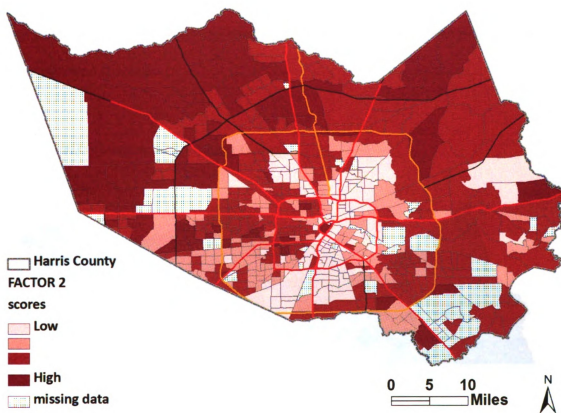 Harris County
FACTOR 2
scores
Low
High
missing data
0 5 10
Miles
N